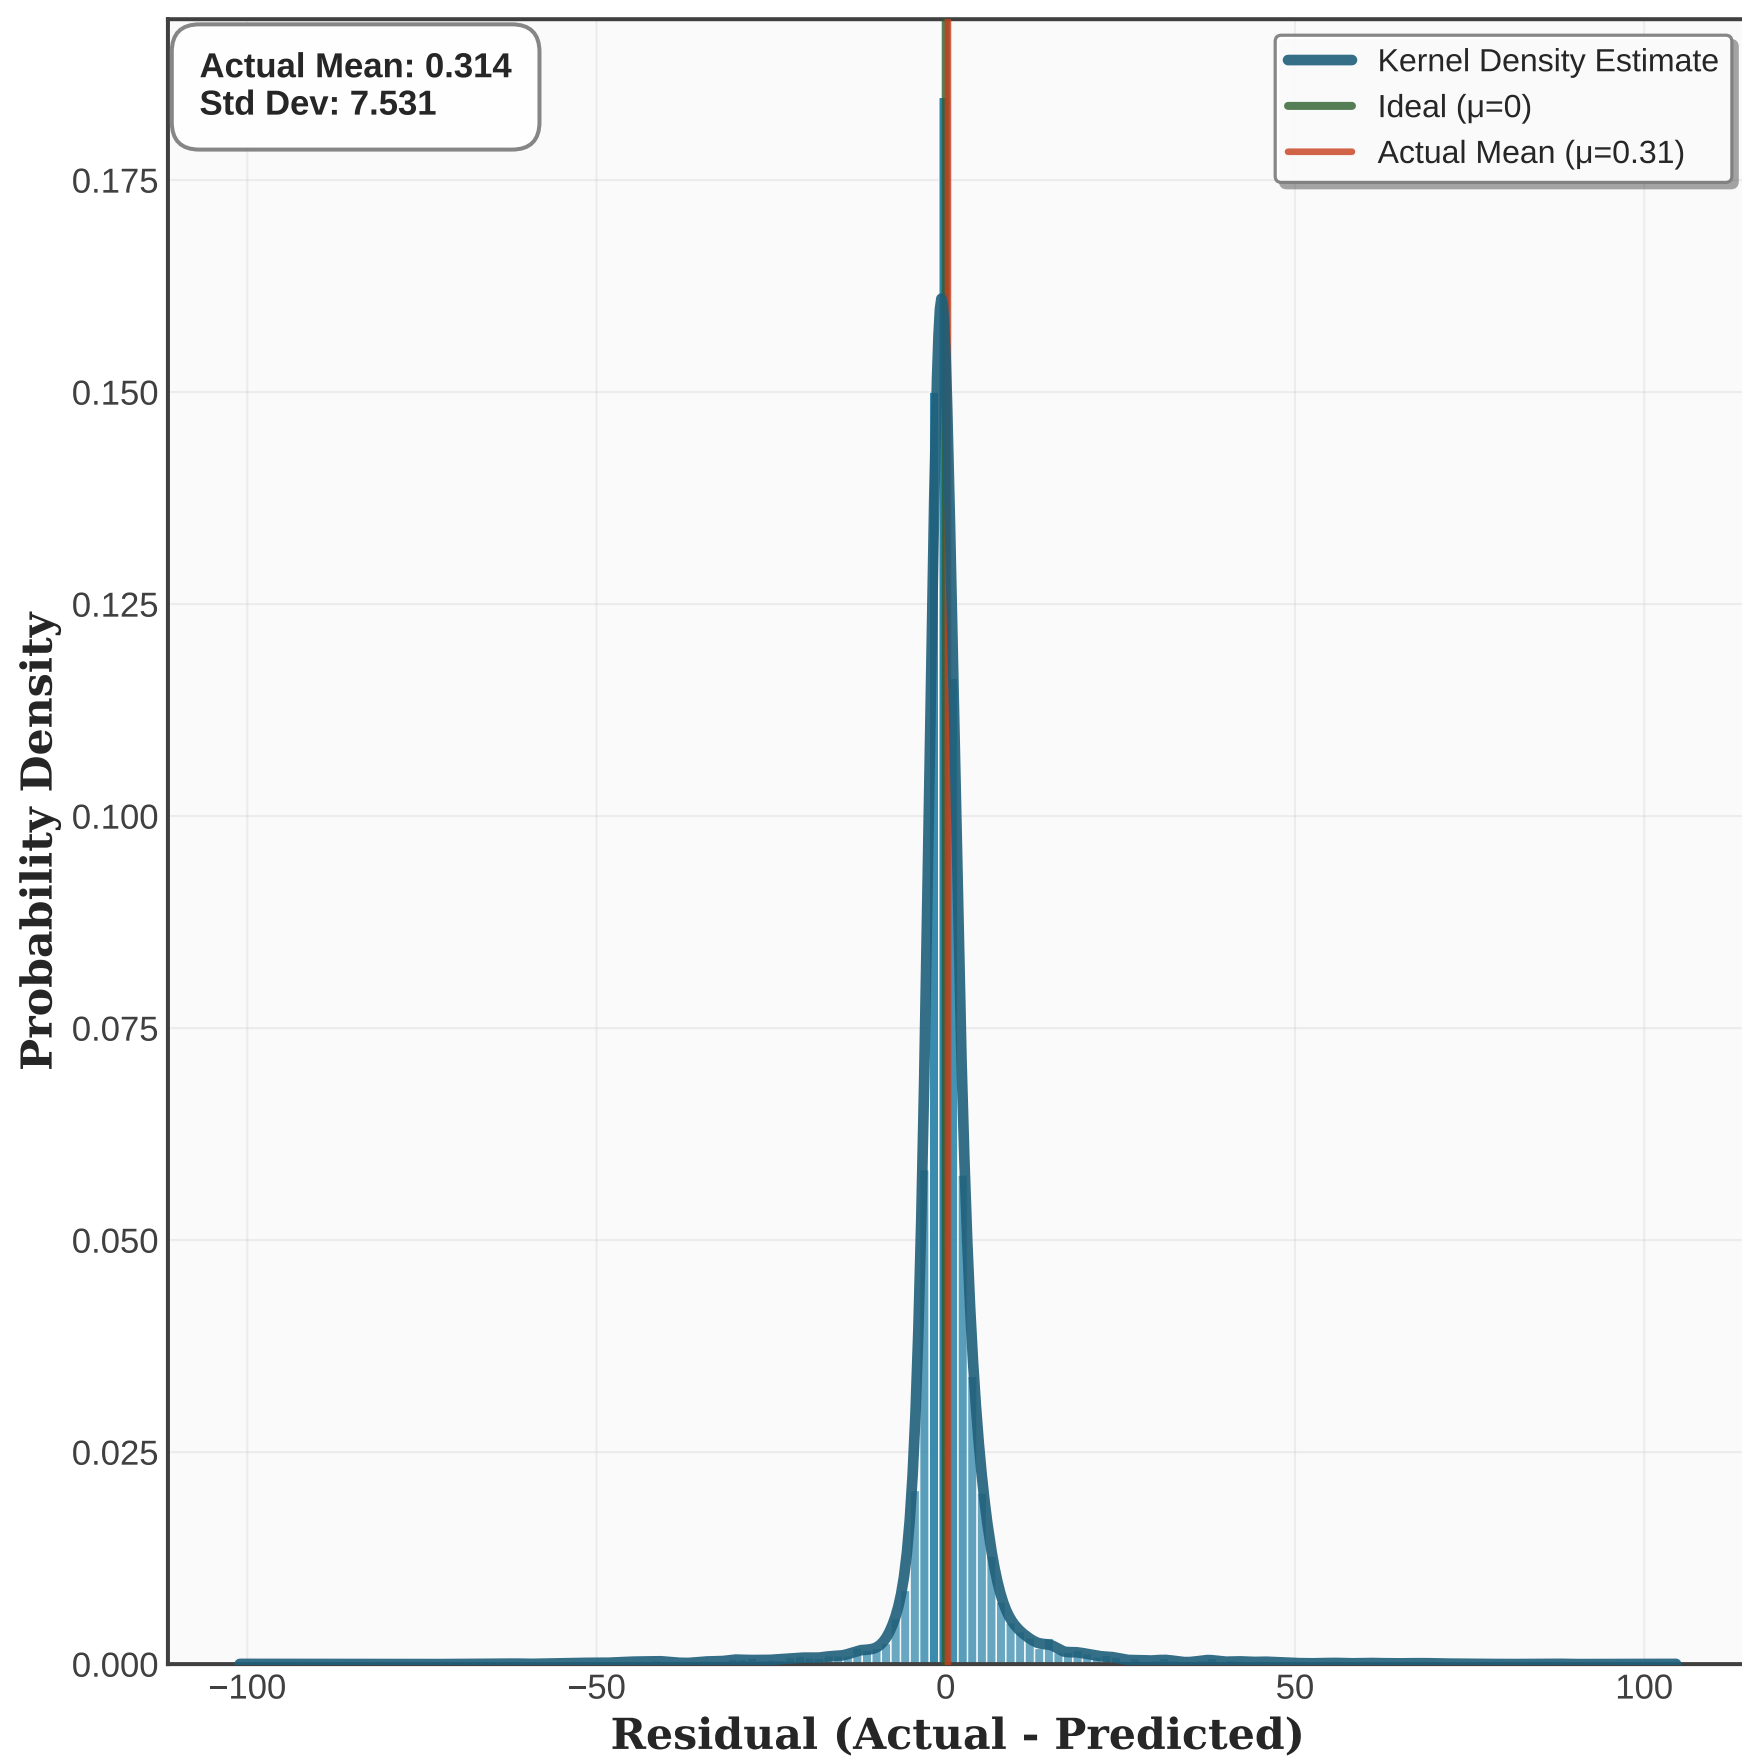 Actual Mean: 0.314
Std Dev: 7.531
Kernel Density Estimate
Ideal (μ=0)
Actual Mean (μ=0.31)
Probability Density
0.175
0.150
0.125
0.100
0.075
0.050
0.025
0.000
−100
−50
0
50
100
Residual (Actual - Predicted)